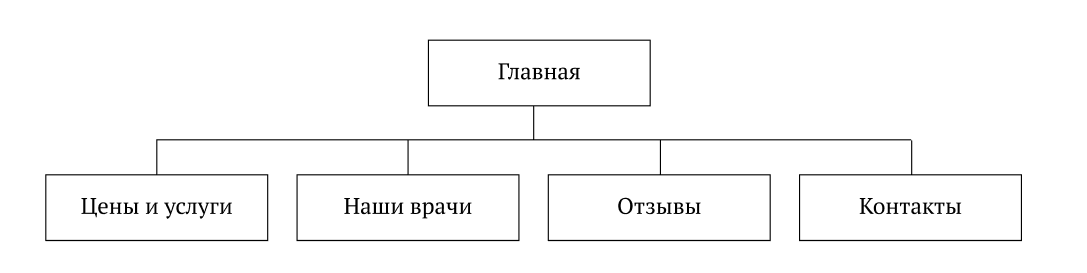 Главная
Цены и услуги
Наши врачи
Отзывы
Контакты